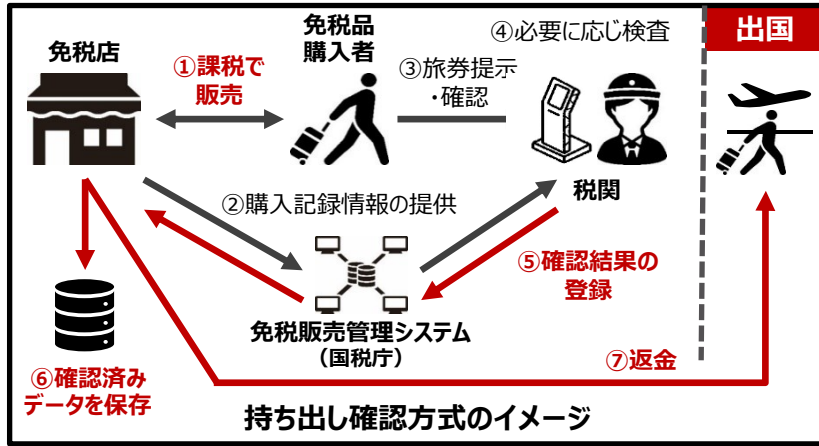 免税店
①課税で
販売
免税品
購入者
③旅券提示
・確認
④必要に応じ検査
税関
出国
②購入記録情報の提供
免税販売管理システム
（国税庁）
⑤確認結果の
登録
⑥確認済み
データを保存
⑦返金
持ち出し確認方式のイメージ